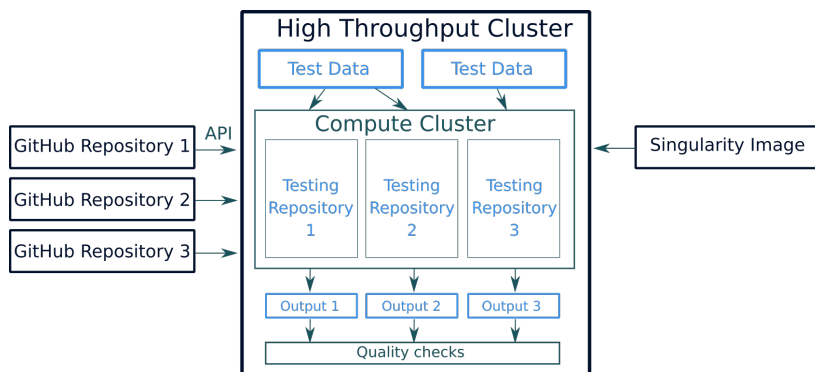 High Throughput Cluster
Test Data
Test Data
Compute Cluster
API
GitHub Repository 1
GitHub Repository 2
GitHub Repository 3
Testing
Repository
1
Testing
Repository
2
Testing
Repository
3
Singularity Image
Output 1
Output 2
Output 3
Quality checks